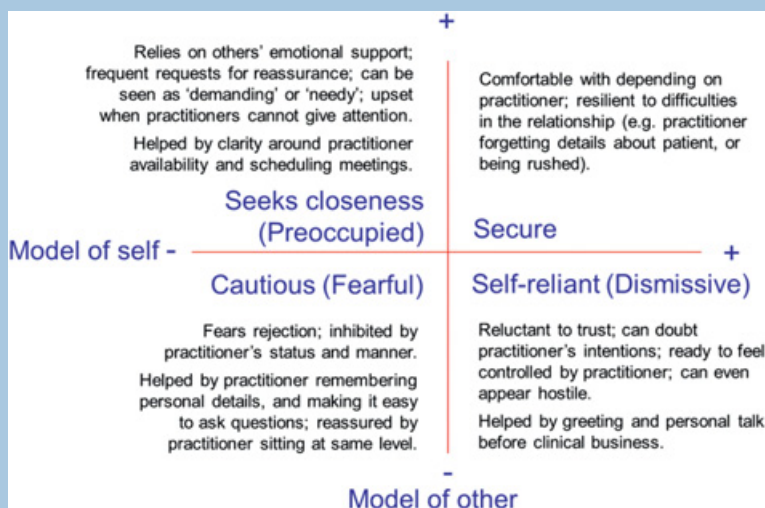 +
Relies on others' emotional support;
frequent requests for reassurance; can be
seen as 'demanding' or 'needy'; upset
when practitioners cannot give attention.
Helped by clarity around practitioner
availability and scheduling meetings.
Comfortable with depending on
practitioner; resilient to difficulties
in the relationship (e.g. practitioner
forgetting details about patient, or
being rushed).
Seeks closeness
(Preoccupied)
Secure
Model of self -
+
Cautious (Fearful)
Self-reliant (Dismissive)
Fears rejection; inhibited by
practitioner's status and manner.
Helped by practitioner remembering
personal details, and making it easy
to ask questions; reassured by
practitioner sitting at same level.
Reluctant to trust; can doubt
practitioner's intentions; ready to feel
controlled by practitioner; can even
appear hostile.
Helped by greeting and personal talk
before clinical business.
-
Model of other